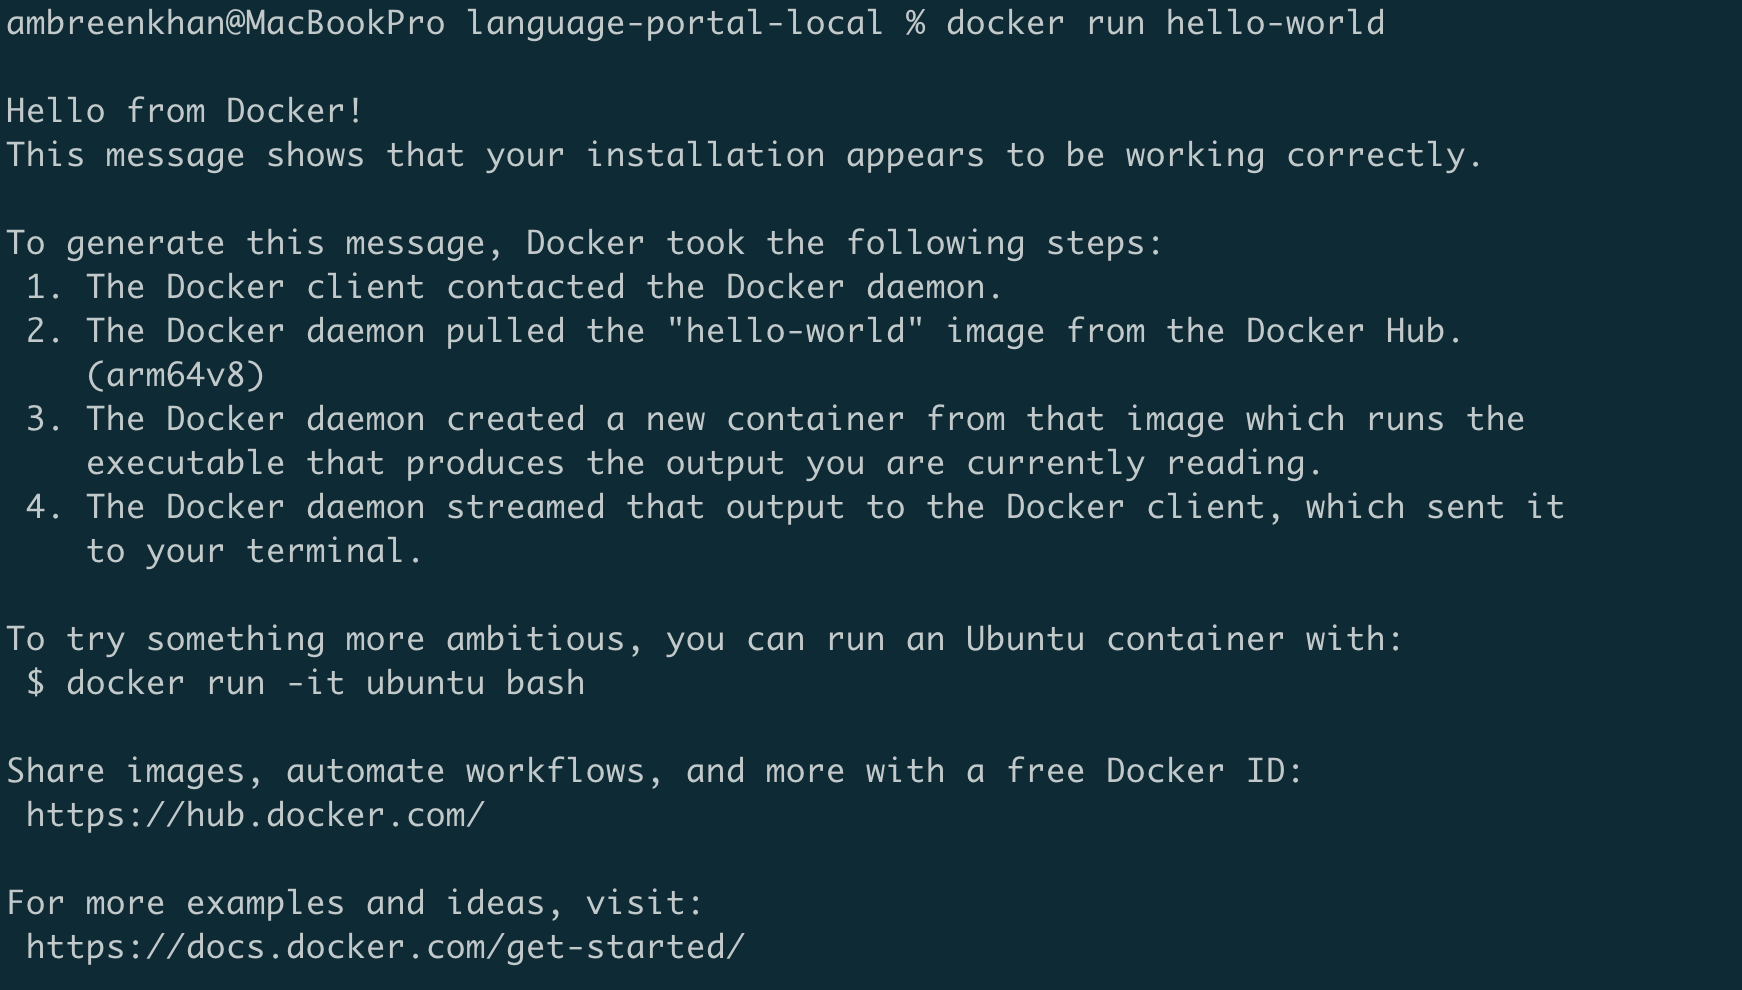 ambreenkhan@MacBookPro language-portal-local % docker run hello-world

Hello from Docker!
This message shows that your installation appears to be working correctly.

To generate this message, Docker took the following steps:
 1. The Docker client contacted the Docker daemon.
 2. The Docker daemon pulled the "hello-world" image from the Docker Hub.
    (arm64v8)
 3. The Docker daemon created a new container from that image which runs the
    executable that produces the output you are currently reading.
 4. The Docker daemon streamed that output to the Docker client, which sent it
    to your terminal.

To try something more ambitious, you can run an Ubuntu container with:
 $ docker run -it ubuntu bash

Share images, automate workflows, and more with a free Docker ID:
 https://hub.docker.com/

For more examples and ideas, visit:
 https://docs.docker.com/get-started/